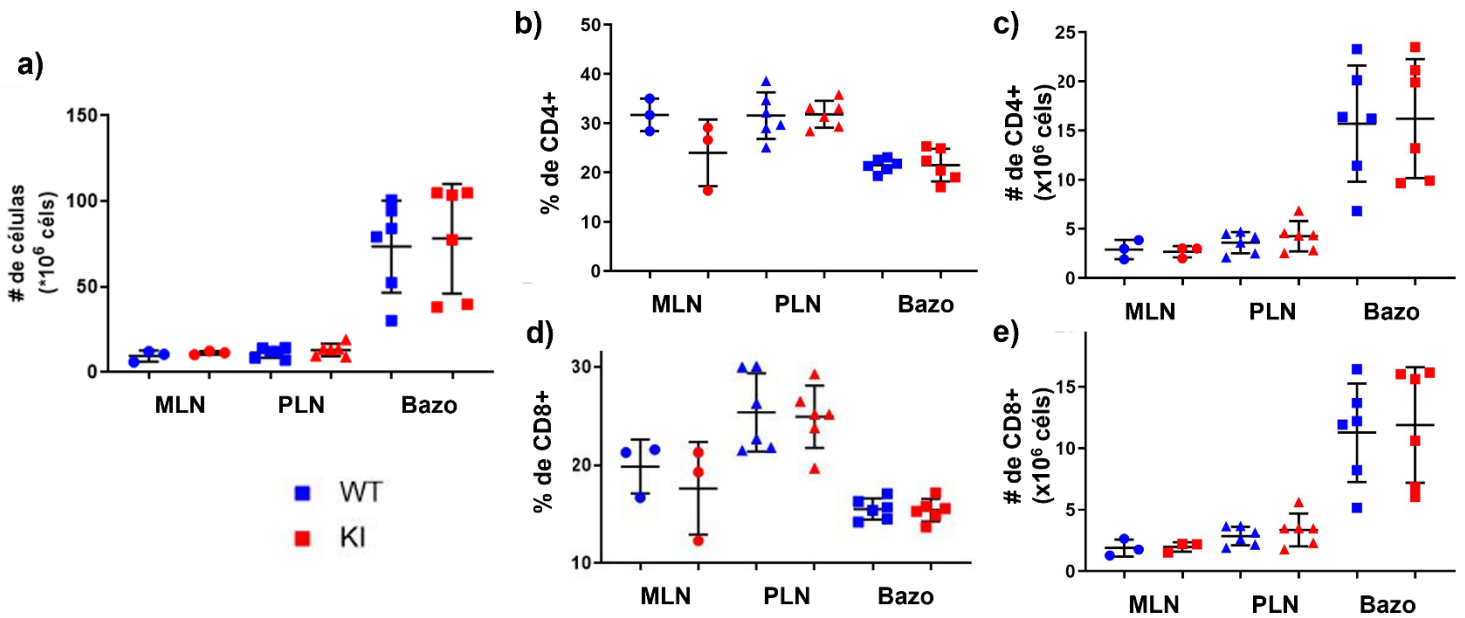 a)
# de células
(*10⁶ céls)
150
100
50
0
MLN PLN Bazo
WT
KI
b)
% de CD4+
50
40
30
20
10
0
MLN PLN Bazo
c)
# de CD4+
(x10⁶ céls)
25
20
15
10
5
0
MLN PLN Bazo
d)
% de CD8+
30
20
10
MLN PLN Bazo
e)
# de CD8+
(x10⁶ céls)
15
10
5
0
MLN PLN Bazo